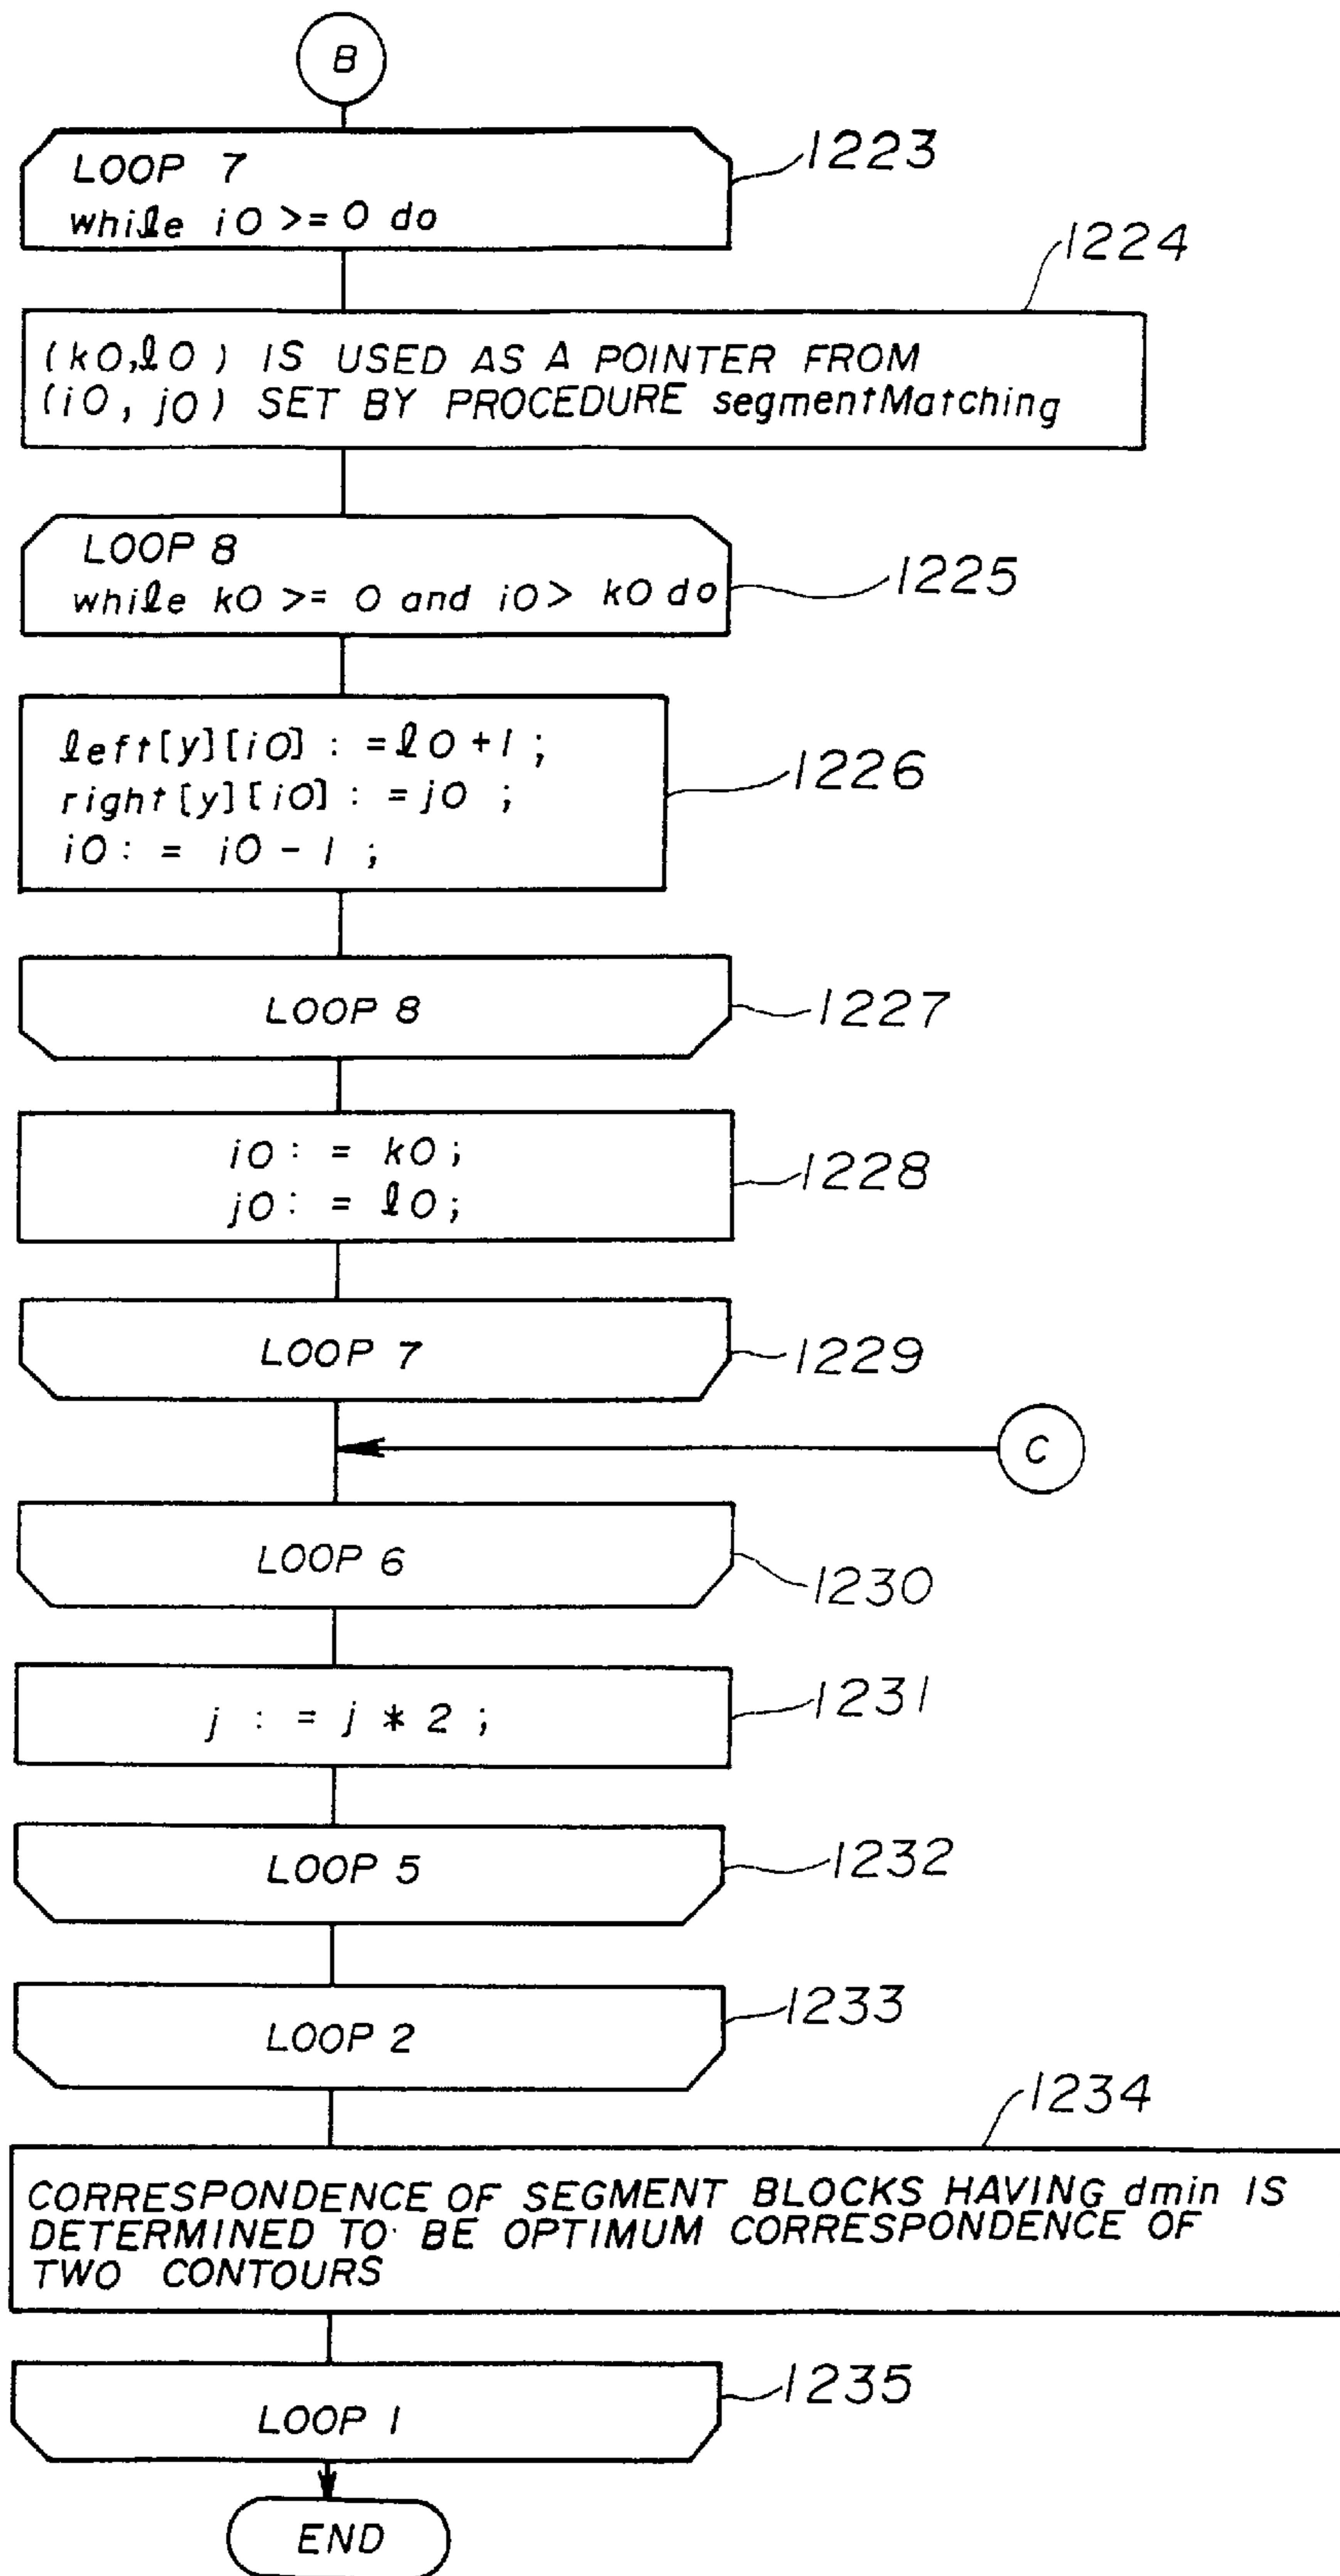 B
LOOP 7
while i0 >= 0 do
1223
1224
(k0,l0) IS USED AS A POINTER FROM
(i0, j0) SET BY PROCEDURE segmentMatching
LOOP 8
while k0 >= 0 and i0 > k0 do
1225
left[y][i0] := l0+1 ;
right[y][i0] := j0 ;
i0 := i0 - 1 ;
1226
LOOP 8
1227
i0 := k0 ;
j0 := l0 ;
1228
LOOP 7
1229
C
LOOP 6
1230
j := j * 2 ;
1231
LOOP 5
1232
LOOP 2
1233
1234
CORRESPONDENCE OF SEGMENT BLOCKS HAVING dmin IS
DETERMINED TO BE OPTIMUM CORRESPONDENCE OF
TWO CONTOURS
LOOP 1
1235
END